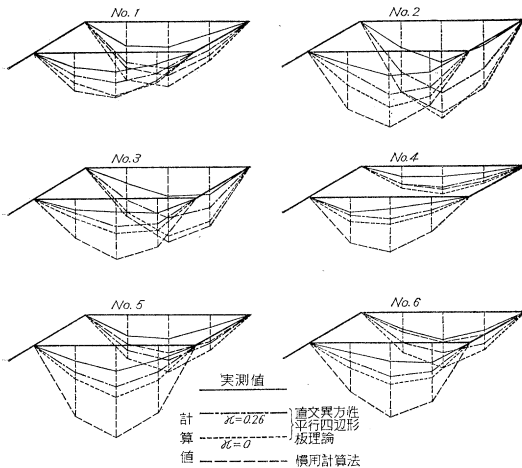 No. 1
No. 2
No. 3
No. 4
No. 5
No. 6
実測値
計算値
ϰ=0.26
ϰ=0
直交異方性
平行四辺形
板理論
慣用計算法